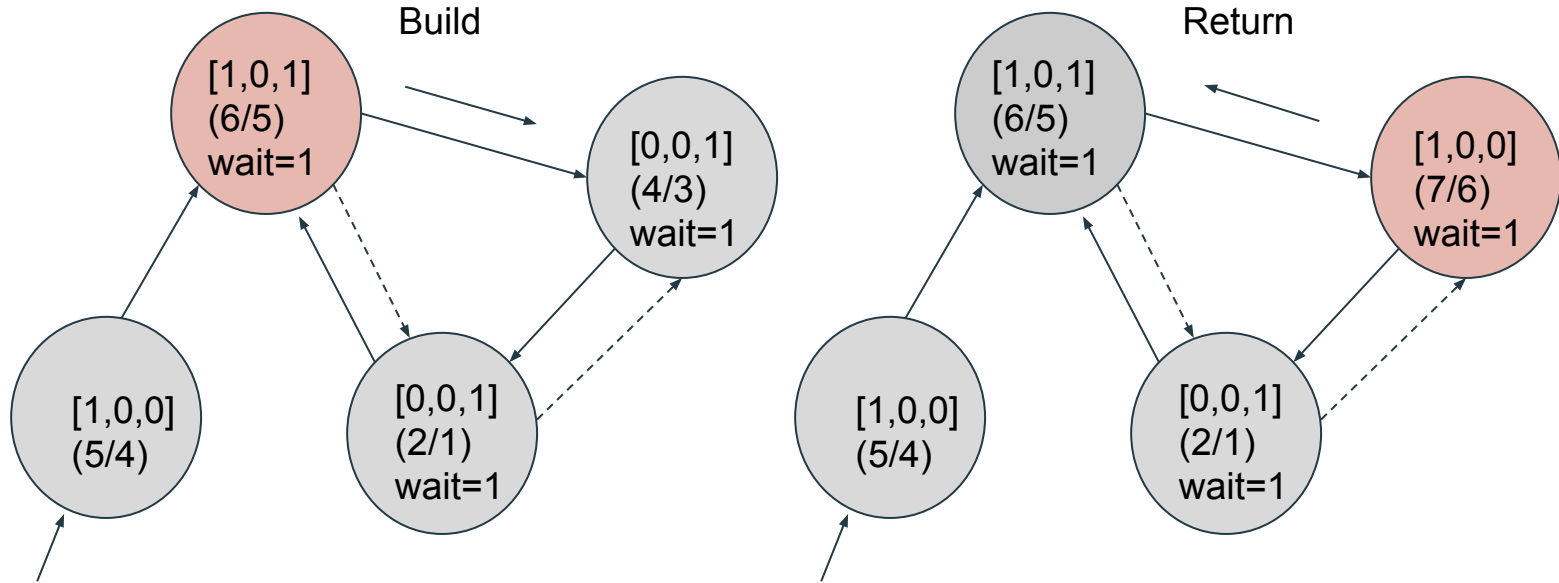 Build
[1,0,1]
(6/5)
wait=1
[0,0,1]
(4/3)
wait=1
[1,0,0]
(5/4)
[0,0,1]
(2/1)
wait=1
Return
[1,0,1]
(6/5)
wait=1
[1,0,0]
(7/6)
wait=1
[1,0,0]
(5/4)
[0,0,1]
(2/1)
wait=1